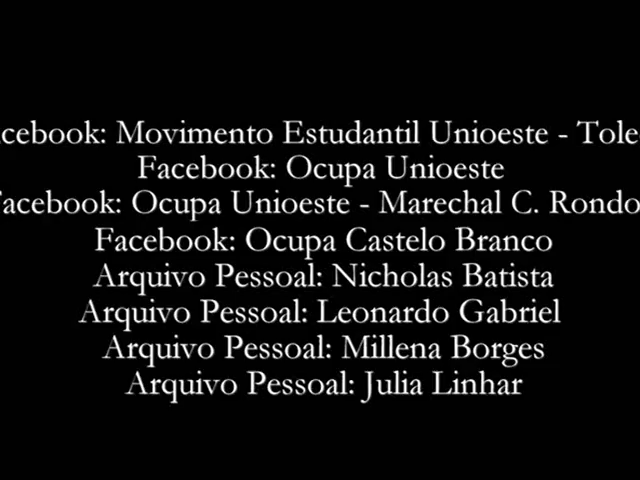 acebook: Movimento Estudantil Unioeste - Tole
Facebook: Ocupa Unioeste
Facebook: Ocupa Unioeste - Marechal C. Rondo
Facebook: Ocupa Castelo Branco
Arquivo Pessoal: Nicholas Batista
Arquivo Pessoal: Leonardo Gabriel
Arquivo Pessoal: Millena Borges
Arquivo Pessoal: Julia Linhar